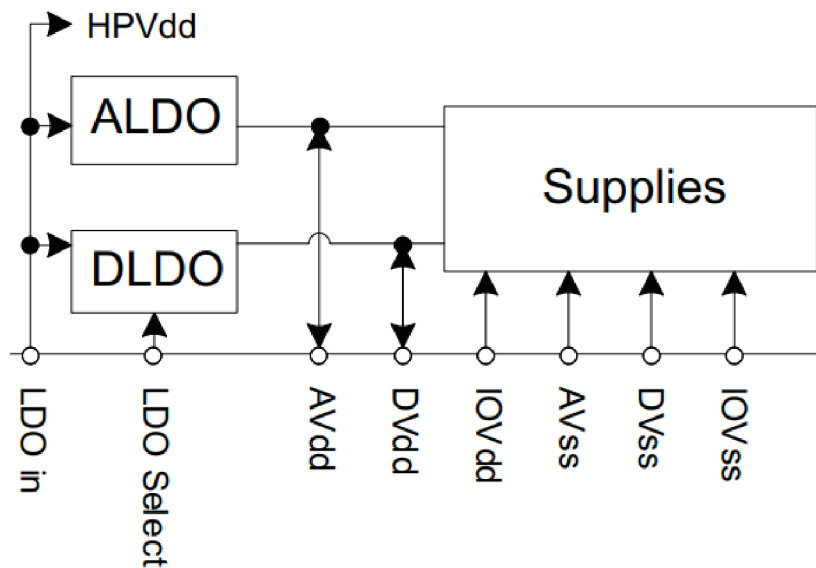 HPVdd
ALDO
Supplies
DLDO
LDO in
LDO Select
AVdd
DVdd
IOVdd
AVss
DVss
IOVss